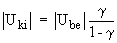 |U_ki| = |U_be| γ / (1 - γ)